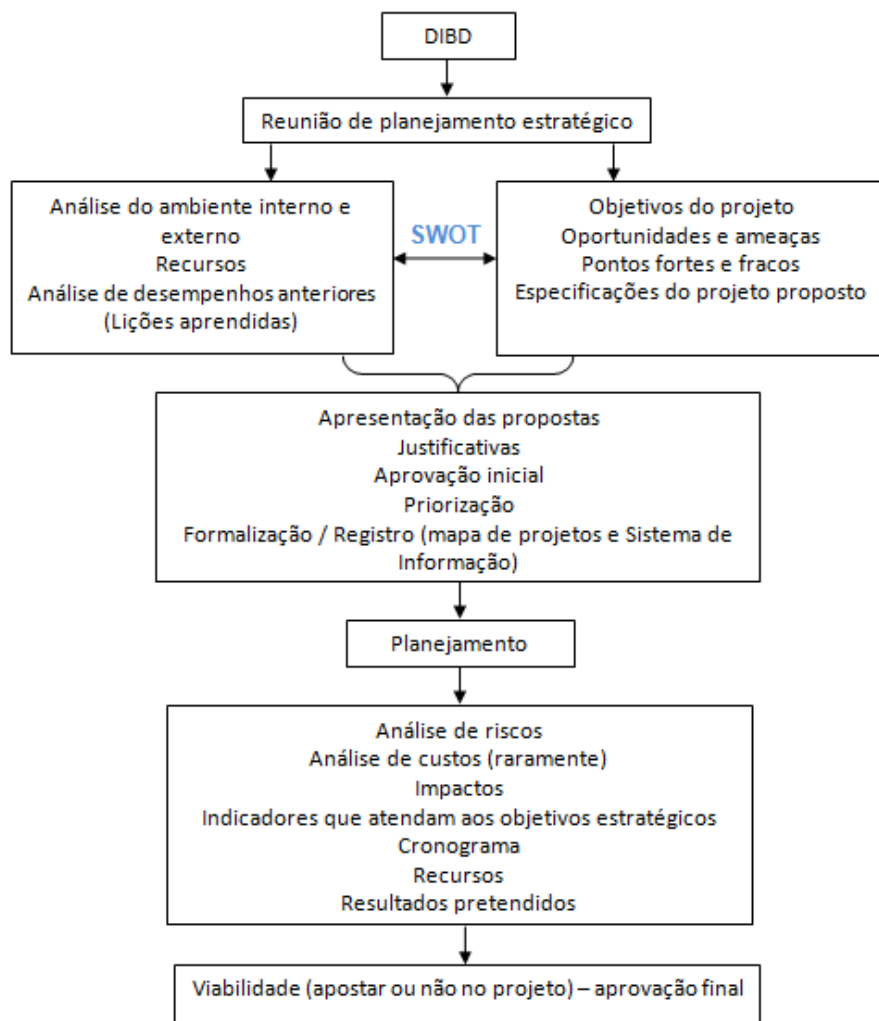 DIBD
Reunião de planejamento estratégico
Análise do ambiente interno e
externo
Recursos
Análise de desempenhos anteriores
(Lições aprendidas)
SWOT
Objetivos do projeto
Oportunidades e ameaças
Pontos fortes e fracos
Especificações do projeto proposto
Apresentação das propostas
Justificativas
Aprovação inicial
Priorização
Formalização / Registro (mapa de projetos e Sistema de
Informação)
Planejamento
Análise de riscos
Análise de custos (raramente)
Impactos
Indicadores que atendam aos objetivos estratégicos
Cronograma
Recursos
Resultados pretendidos
Viabilidade (apostar ou não no projeto) – aprovação final